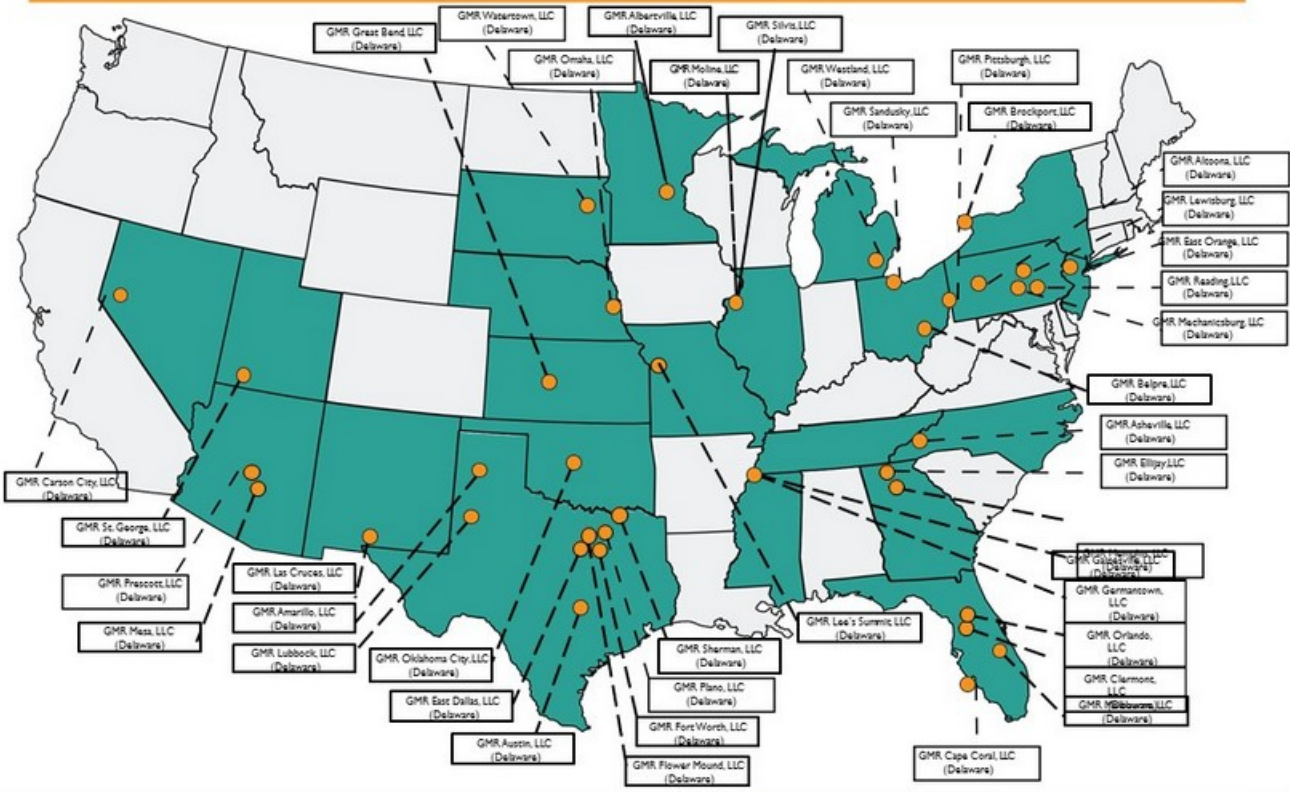 GMR Great Bend, LLC
(Delaware)
GMR Watertown, LLC
(Delaware)
GMR Albertville, LLC
(Delaware)
GMR Silvis, LLC
(Delaware)
GMR Omaha, LLC
(Delaware)
GMR Moline, LLC
(Delaware)
GMR Westland, LLC
(Delaware)
GMR Pittsburgh, LLC
(Delaware)
GMR Sandusky, LLC
(Delaware)
GMR Brockport, LLC
(Delaware)
GMR Altoona, LLC
(Delaware)
GMR Lewisburg, LLC
(Delaware)
GMR East Orange, LLC
(Delaware)
GMR Reading, LLC
(Delaware)
GMR Mechanicsburg, LLC
(Delaware)
GMR Belpre, LLC
(Delaware)
GMR Asheville, LLC
(Delaware)
GMR Ellijay, LLC
(Delaware)
GMR Carson City, LLC
(Delaware)
GMR St. George, LLC
(Delaware)
GMR Prescott, LLC
(Delaware)
GMR Mesa, LLC
(Delaware)
GMR Las Cruces, LLC
(Delaware)
GMR Amarillo, LLC
(Delaware)
GMR Lubbock, LLC
(Delaware)
GMR Oklahoma City, LLC
(Delaware)
GMR East Dallas, LLC
(Delaware)
GMR Austin, LLC
(Delaware)
GMR Sherman, LLC
(Delaware)
GMR Plano, LLC
(Delaware)
GMR Fort Worth, LLC
(Delaware)
GMR Flower Mound, LLC
(Delaware)
GMR Lee's Summit, LLC
(Delaware)
GMR Memphis, LLC
(Delaware)
GMR Gainesville, LLC
(Delaware)
GMR Germantown,
LLC
(Delaware)
GMR Orlando,
LLC
(Delaware)
GMR Clermont,
LLC
(Delaware)
GMR Melbourne, LLC
(Delaware)
GMR Cape Coral, LLC
(Delaware)